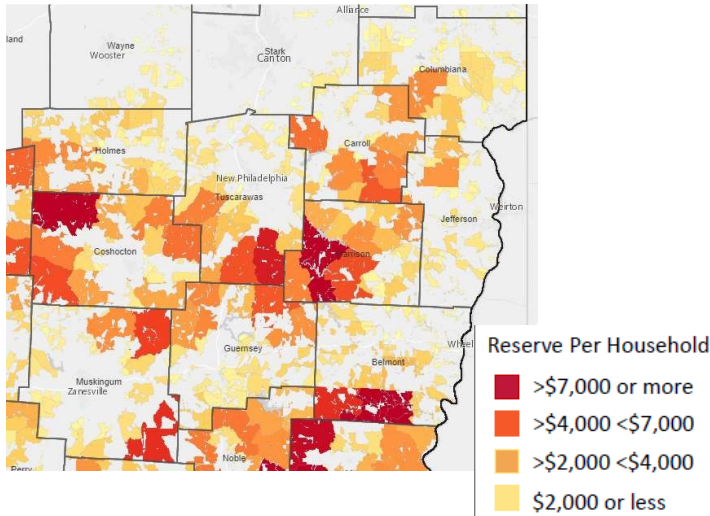 Alliance
land
Wayne
Wooster
Stark
Canton
Columbiana
Carroll
Holmes
New Philadelphia
Tuscarawas
Weirton
Jefferson
Coshocton
Guernsey
Belmont
Muskingum
Zanesville
Noble
Perry
Reserve Per Household
>$7,000 or more
>$4,000 <$7,000
>$2,000 <$4,000
$2,000 or less